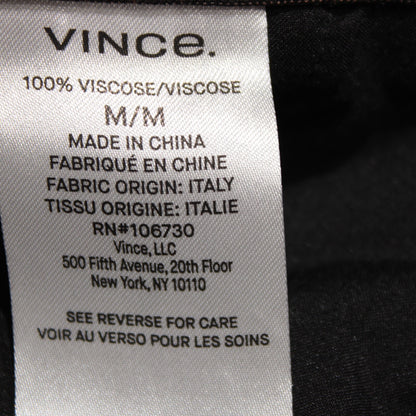 VINCE.
100% VISCOSE/VISCOSE
M/M
MADE IN CHINA
FABRIQUÉ EN CHINE
FABRIC ORIGIN: ITALY
TISSU ORIGINE: ITALIE
RN#106730
Vince, LLC
500 Fifth Avenue, 20th Floor
New York, NY 10110
SEE REVERSE FOR CARE
VOIR AU VERSO POUR LES SOINS